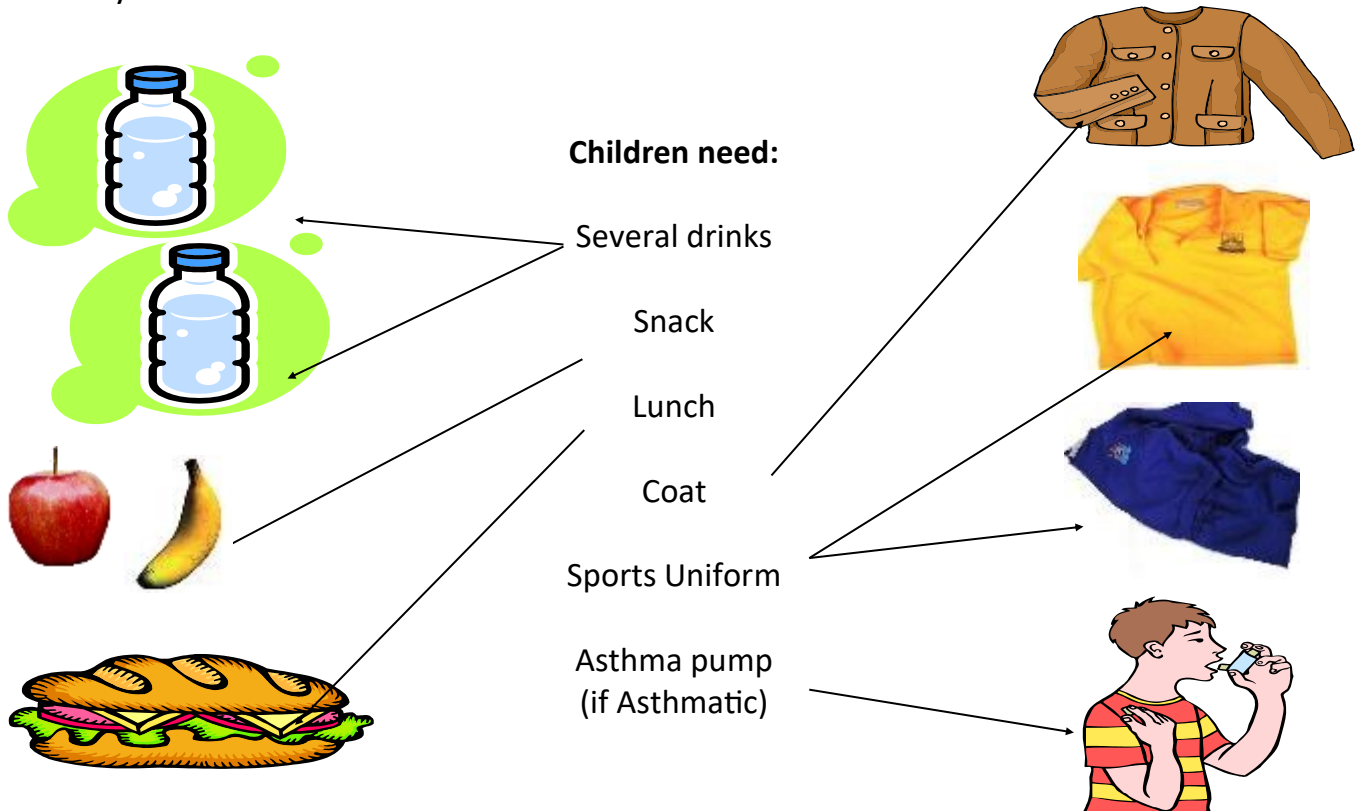 Children need:
Several drinks
Snack
Lunch
Coat
Sports Uniform
Asthma pump
(if Asthmatic)